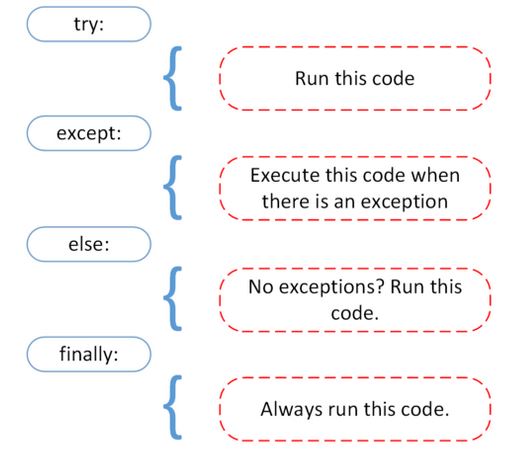 try:
Run this code
except:
Execute this code when
there is an exception
else:
No exceptions? Run this
code.
finally:
Always run this code.